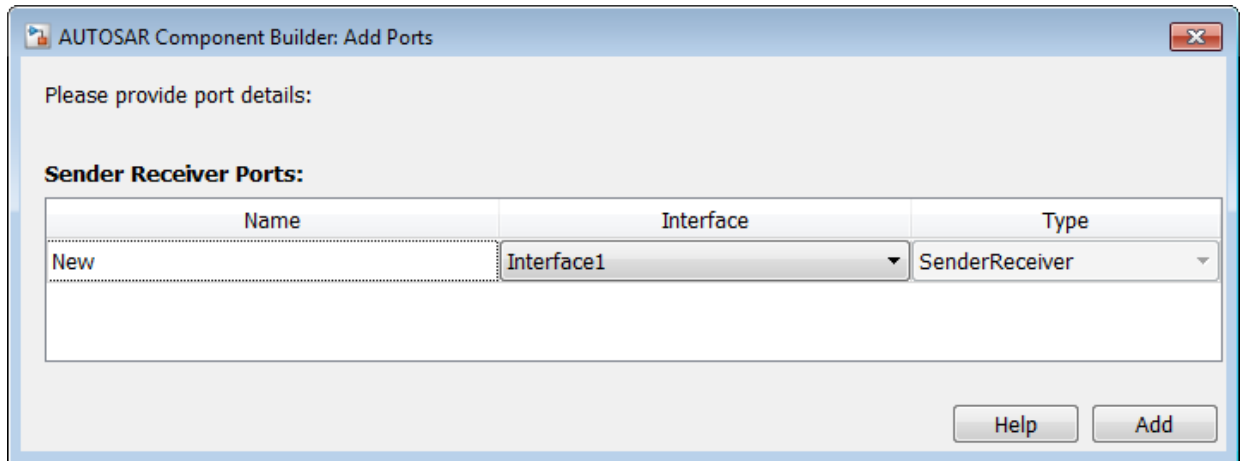 AUTOSAR Component Builder: Add Ports
Please provide port details:
Sender Receiver Ports:
Name Interface Type
New Interface1 SenderReceiver
Help Add